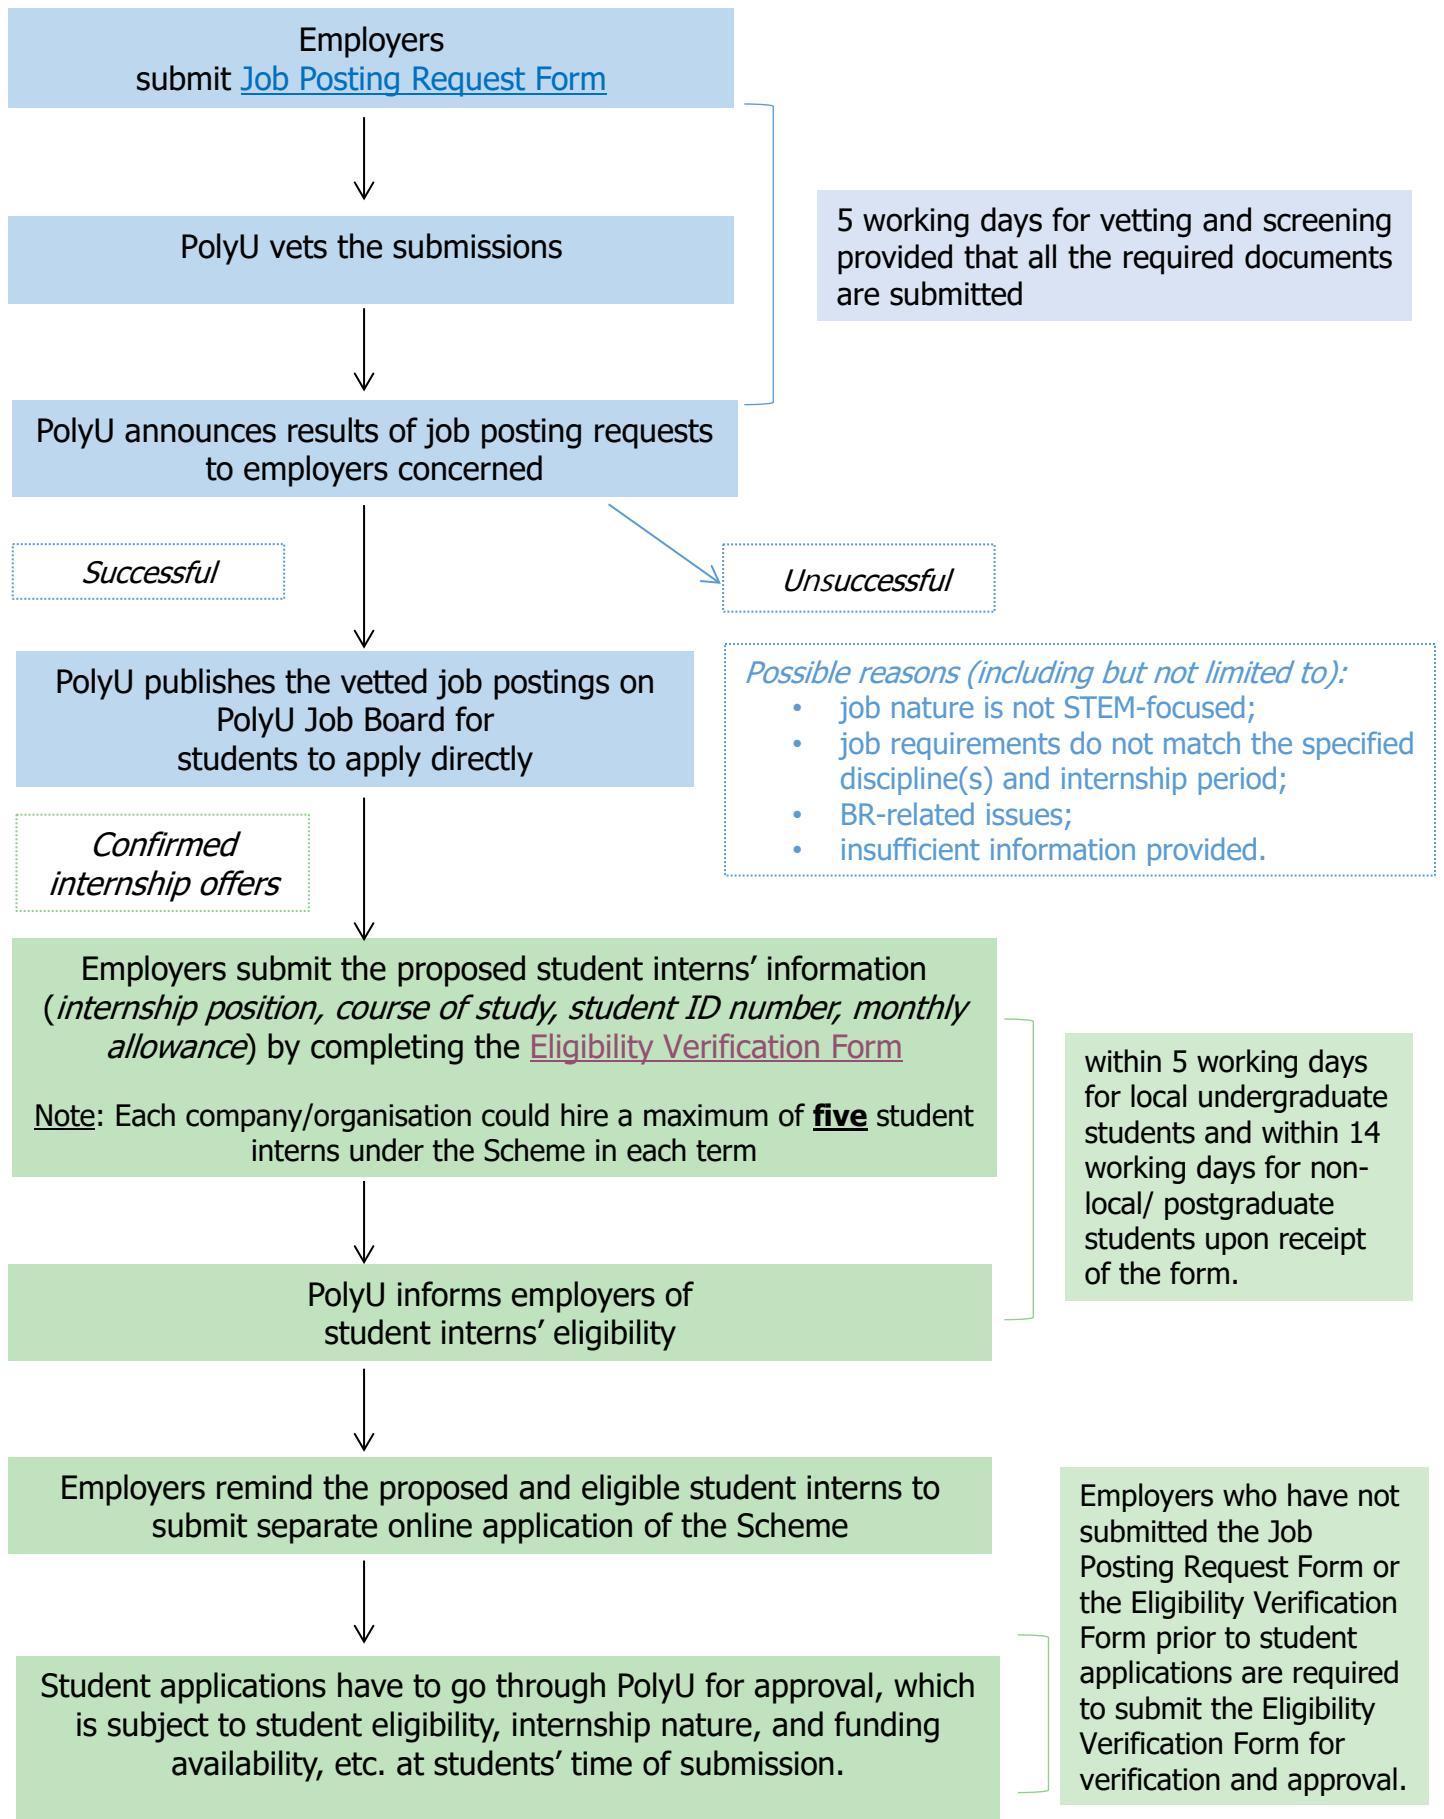 Employers
submit Job Posting Request Form
PolyU vets the submissions
5 working days for vetting and screening
provided that all the required documents
are submitted
PolyU announces results of job posting requests
to employers concerned
Successful
Unsuccessful
PolyU publishes the vetted job postings on
PolyU Job Board for
students to apply directly
Possible reasons (including but not limited to):
• job nature is not STEM-focused;
• job requirements do not match the specified
discipline(s) and internship period;
• BR-related issues;
• insufficient information provided.
Confirmed
internship offers
Employers submit the proposed student interns’ information
(internship position, course of study, student ID number, monthly
allowance) by completing the Eligibility Verification Form
Note: Each company/organisation could hire a maximum of five student
interns under the Scheme in each term
within 5 working days
for local undergraduate
students and within 14
working days for non-
local/ postgraduate
students upon receipt
of the form.
PolyU informs employers of
student interns’ eligibility
Employers remind the proposed and eligible student interns to
submit separate online application of the Scheme
Employers who have not
submitted the Job
Posting Request Form or
the Eligibility Verification
Form prior to student
applications are required
to submit the Eligibility
Verification Form for
verification and approval.
Student applications have to go through PolyU for approval, which
is subject to student eligibility, internship nature, and funding
availability, etc. at students’ time of submission.